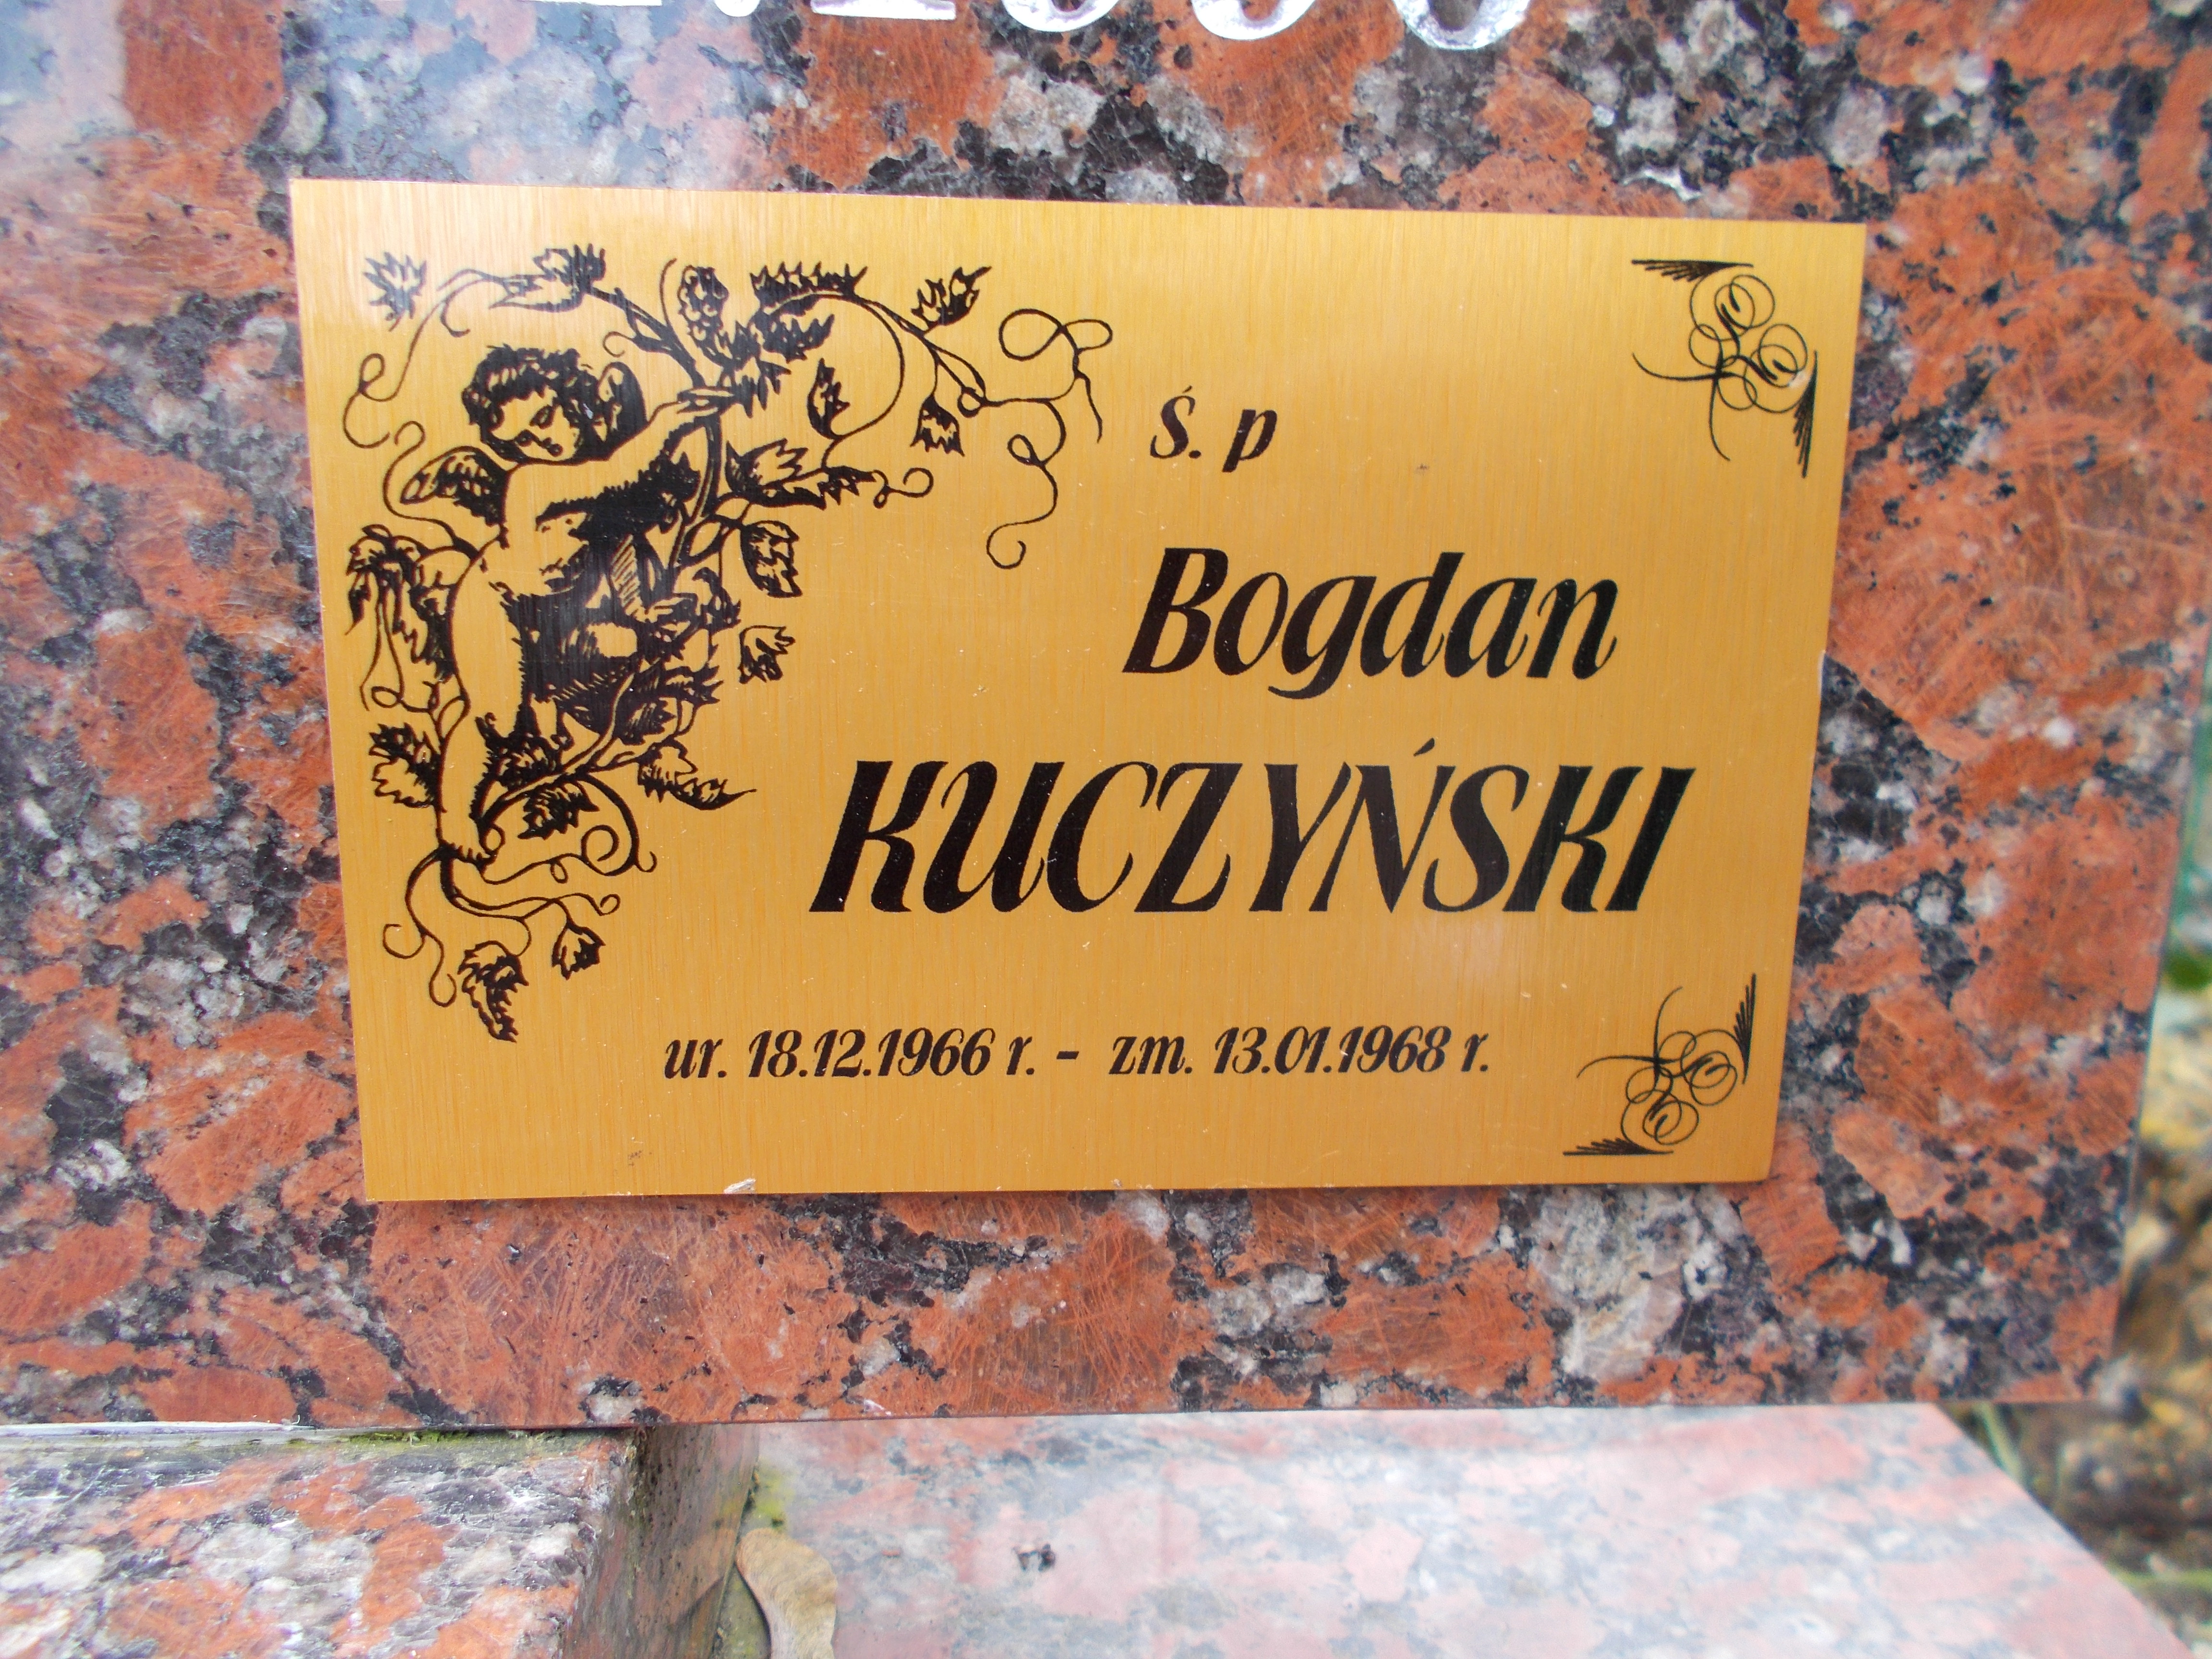 Ś. p
Bogdan
KUCZYŃSKI
ur. 18.12.1966 r. - zm. 13.01.1968 r.